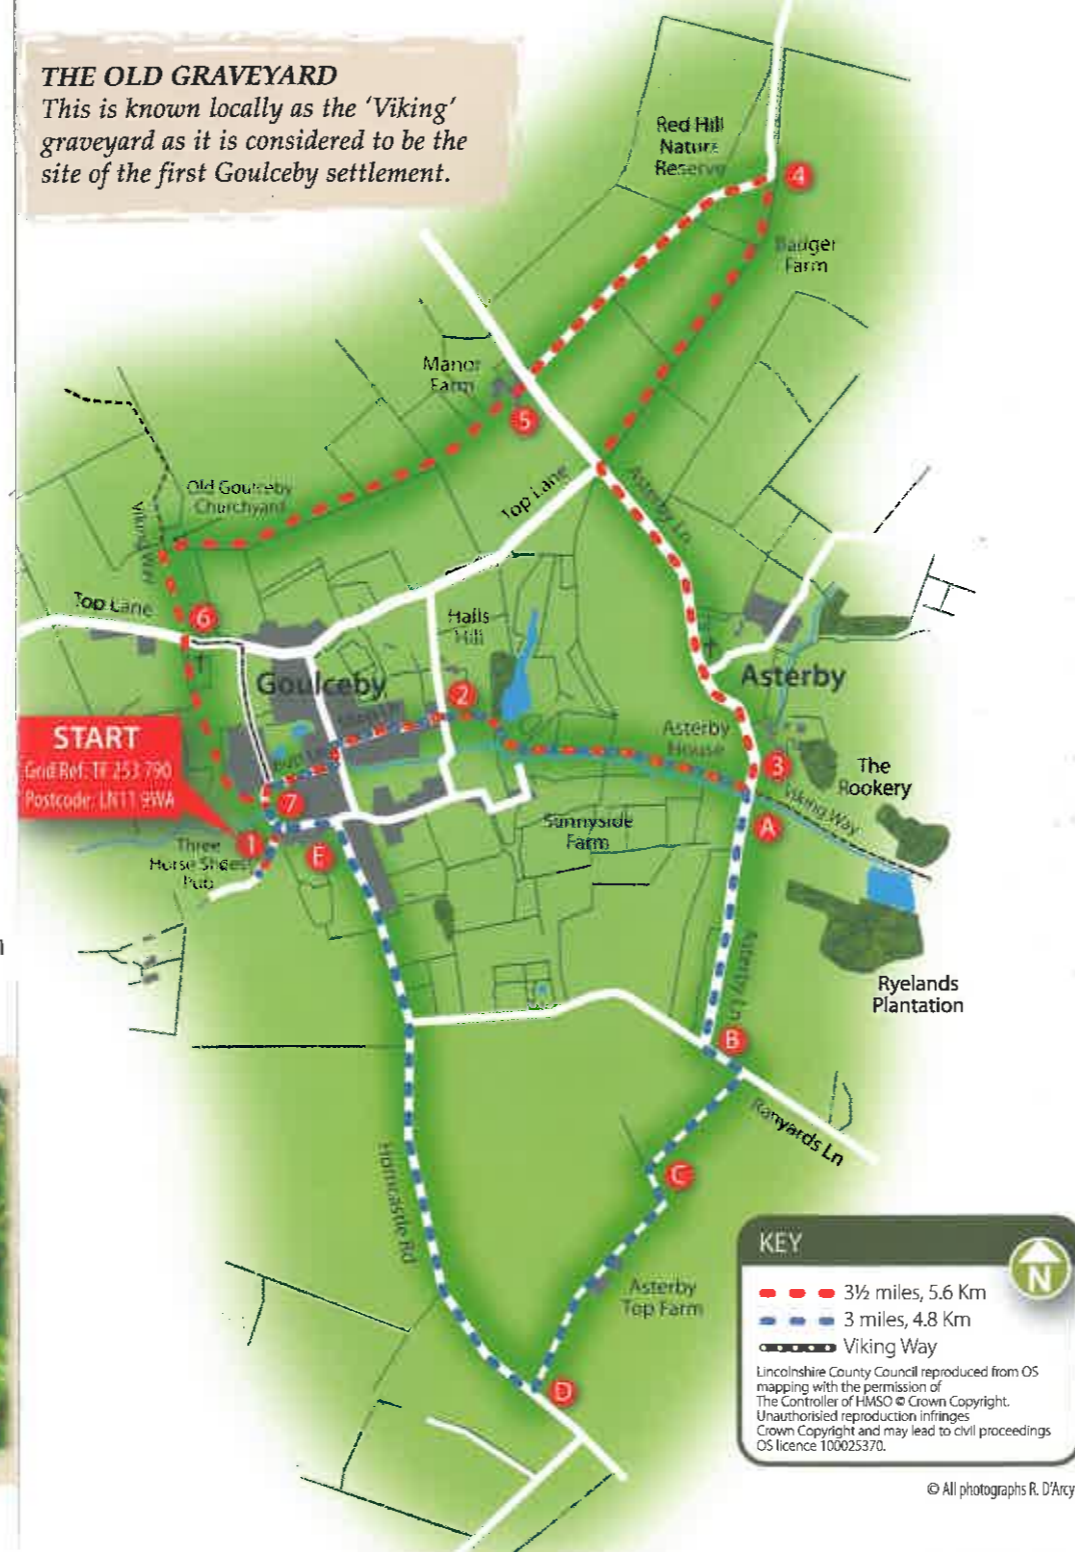 THE OLD GRAVEYARD
This is known locally as the ‘Viking’
graveyard as it is considered to be the
site of the first Goulceby settlement.
Red Hill
Nature
Reserve
4
Badger
Farm
Manor
Farm
5
Old Goulceby
Churchyard
Viking Way
Top Lane
Asterby Ln
Top Lane
6
Halls
Hill
Goulceby
2
Asterby
START
Grid Ref: TF 253 790
Postcode: LN11 9WA
Asterby
House
3
The
Rookery
Viking Way
7
A
1
Three
Horse Shoes
Pub
E
Sunnyside
Farm
Asterby Ln
Ryelands
Plantation
B
Ranyards Ln
C
Horncastle Rd
Asterby
Top Farm
D
KEY
N
3½ miles, 5.6 Km
3 miles, 4.8 Km
Viking Way
Lincolnshire County Council reproduced from OS
mapping with the permission of
The Controller of HMSO © Crown Copyright.
Unauthorisied reproduction infringes
Crown Copyright and may lead to civil proceedings
OS licence 100025370.
© All photographs R. D'Arcy